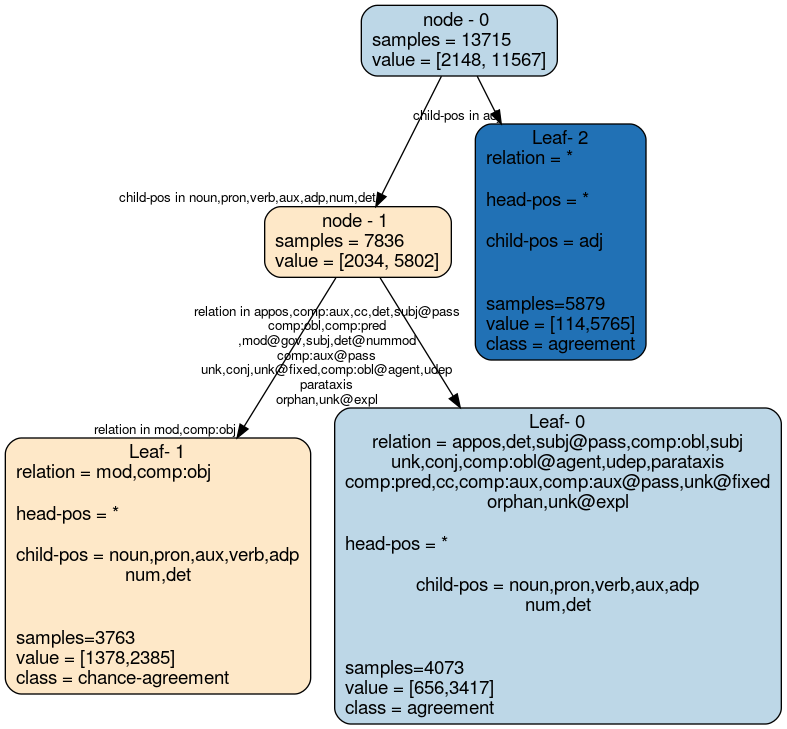 node - 0
samples = 13715
value = [2148, 11567]
child-pos in adj
Leaf- 2
relation = *
head-pos = *
child-pos = adj
samples=5879
value = [114,5765]
class = agreement
child-pos in noun,pron,verb,aux,adp,num,det
node - 1
samples = 7836
value = [2034, 5802]
relation in appos,comp:aux,cc,det,subj@pass
comp:obl,comp:pred
,mod@gov,subj,det@nummod
comp:aux@pass
unk,conj,unk@fixed,comp:obl@agent,udep
parataxis
orphan,unk@expl
relation in mod,comp:obj
Leaf- 1
relation = mod,comp:obj
head-pos = *
child-pos = noun,pron,aux,verb,adp
num,det
samples=3763
value = [1378,2385]
class = chance-agreement
Leaf- 0
relation = appos,det,subj@pass,comp:obl,subj
unk,conj,comp:obl@agent,udep,parataxis
comp:pred,cc,comp:aux,comp:aux@pass,unk@fixed
orphan,unk@expl
head-pos = *
child-pos = noun,pron,verb,aux,adp
num,det
samples=4073
value = [656,3417]
class = agreement